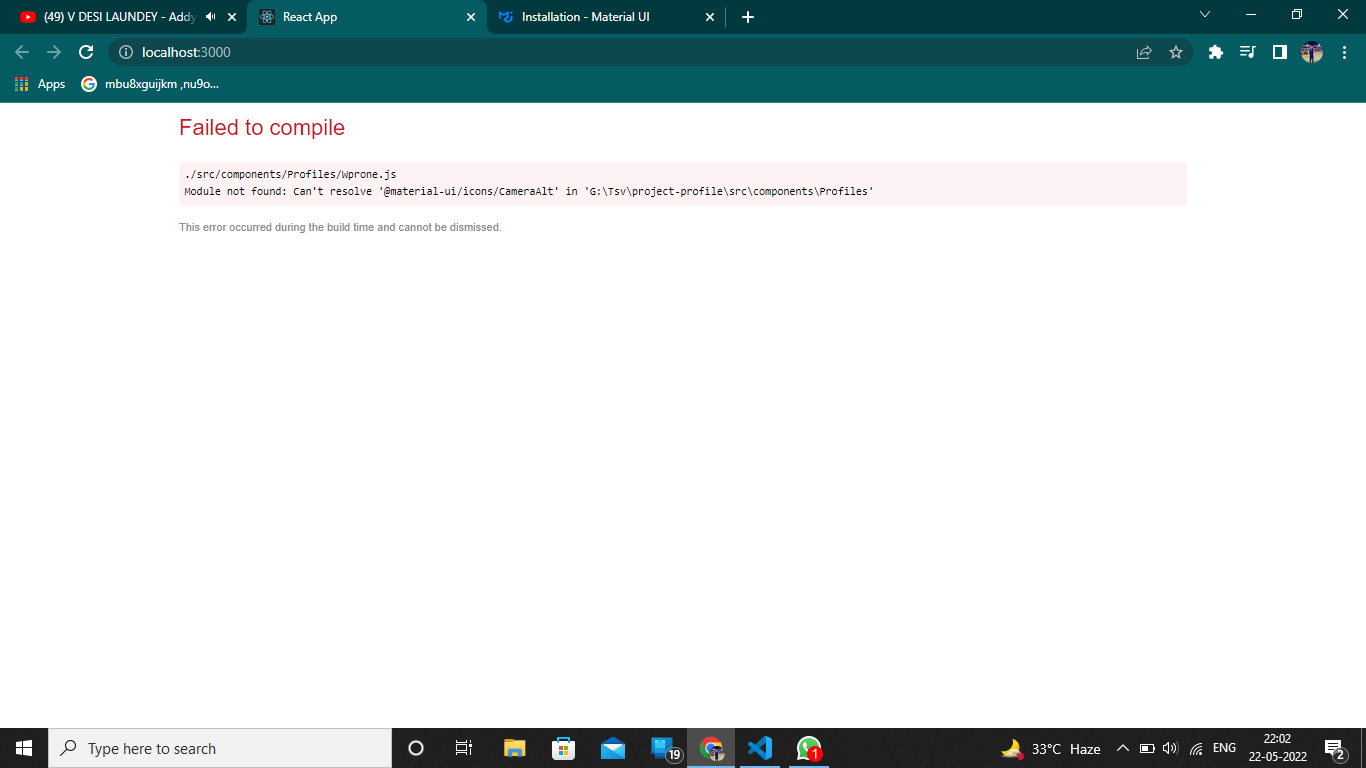 (49) V DESI LAUNDEY - Addy
React App
Installation - Material UI
localhost:3000
Apps
mbu8xguijkm ,nu9o...
Failed to compile
./src/components/Profiles/Wprone.js
Module not found: Can't resolve '@material-ui/icons/CameraAlt' in 'G:\Tsv\project-profile\src\components\Profiles'
This error occurred during the build time and cannot be dismissed.
Type here to search
19
1
33°C Haze
ENG
22:02
22-05-2022
2